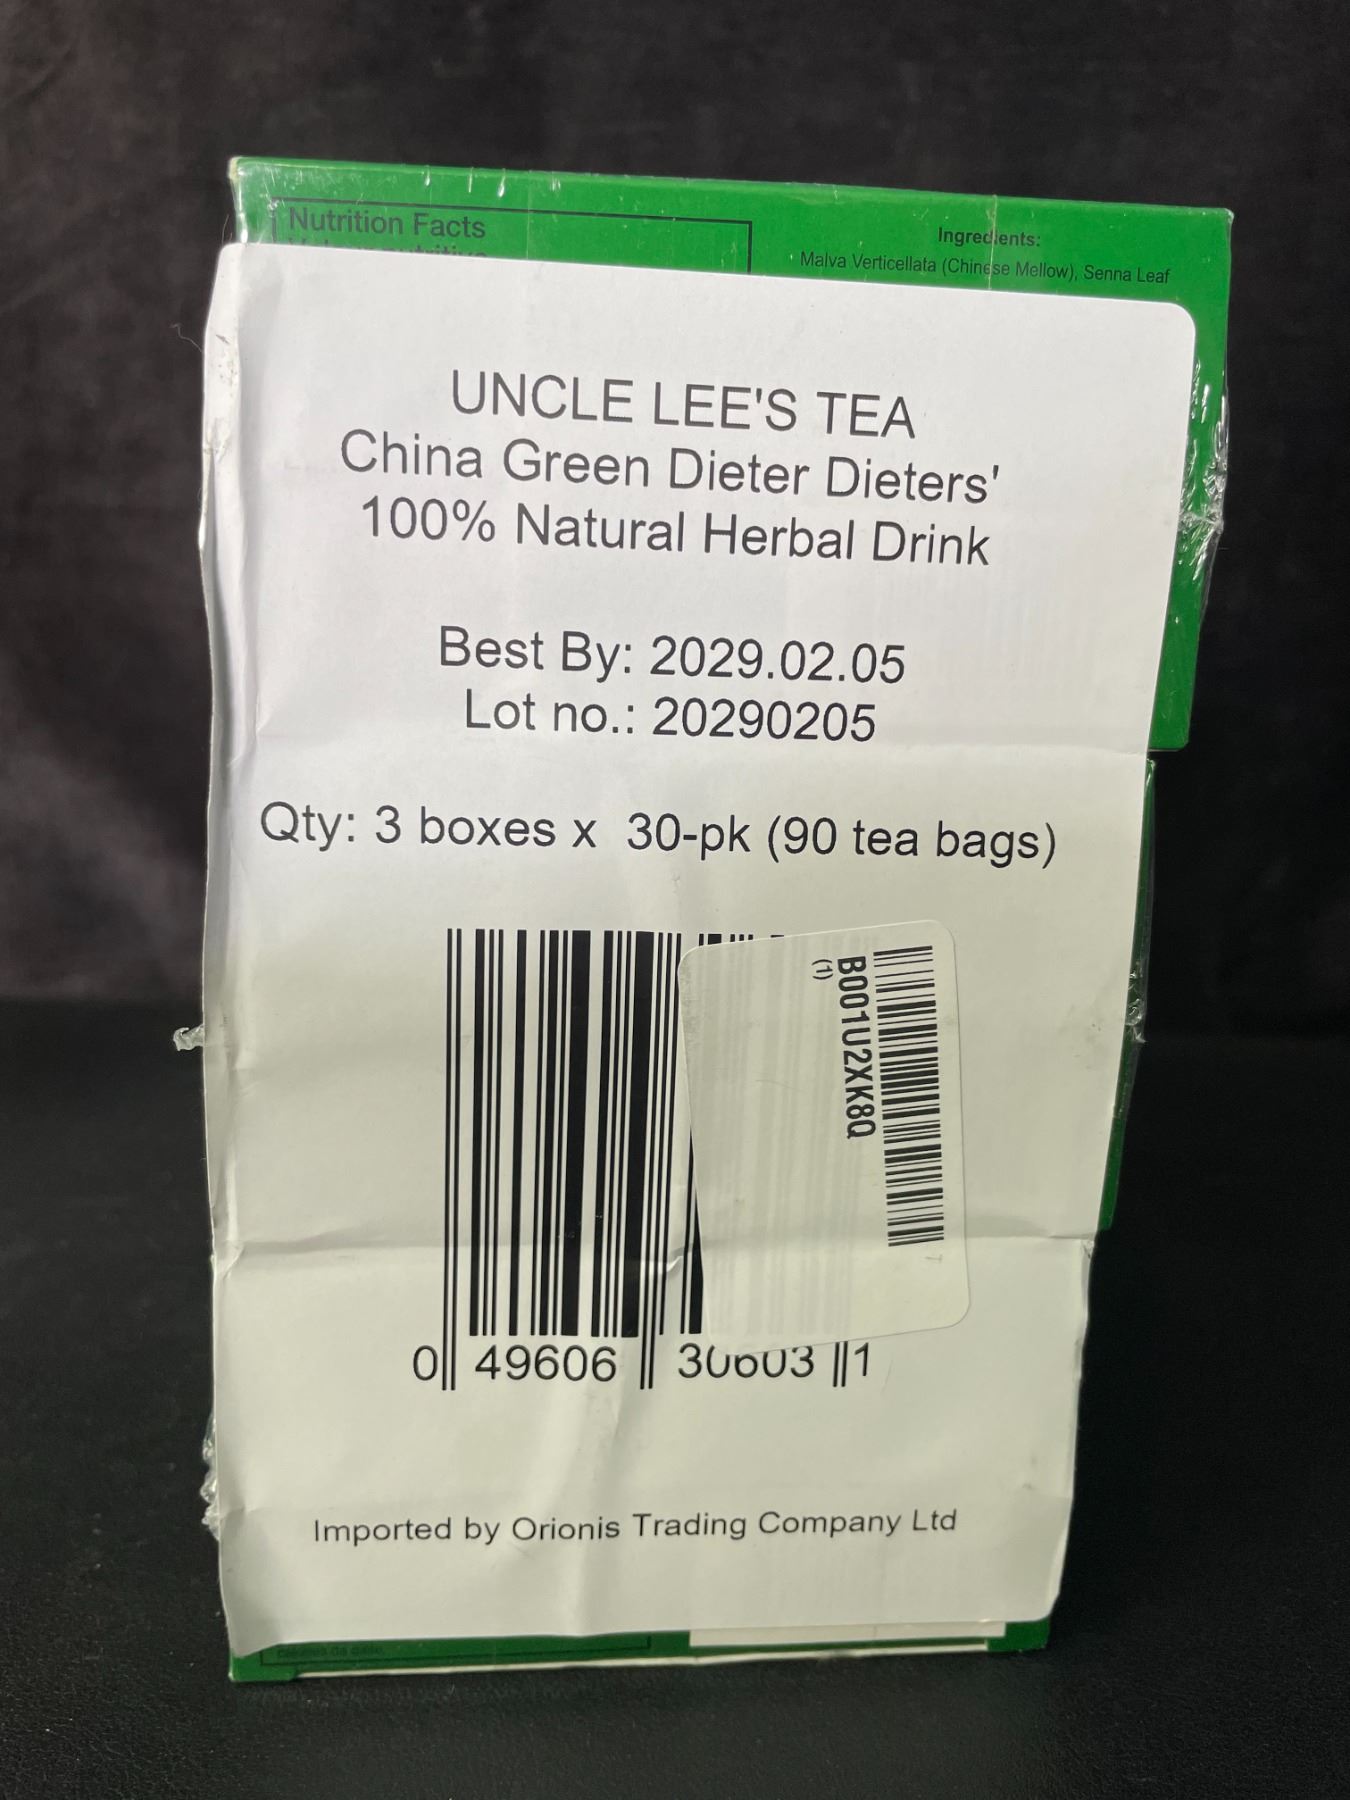 Nutrition Facts
Ingredients:
Malva Verticellata (Chinese Mellow), Senna Leaf
UNCLE LEE'S TEA
China Green Dieter Dieters'
100% Natural Herbal Drink
Best By: 2029.02.05
Lot no.: 20290205
Qty: 3 boxes x 30-pk (90 tea bags)
B001U2XK8Q
(1)
0 49606 30603 1
Imported by Orionis Trading Company Ltd